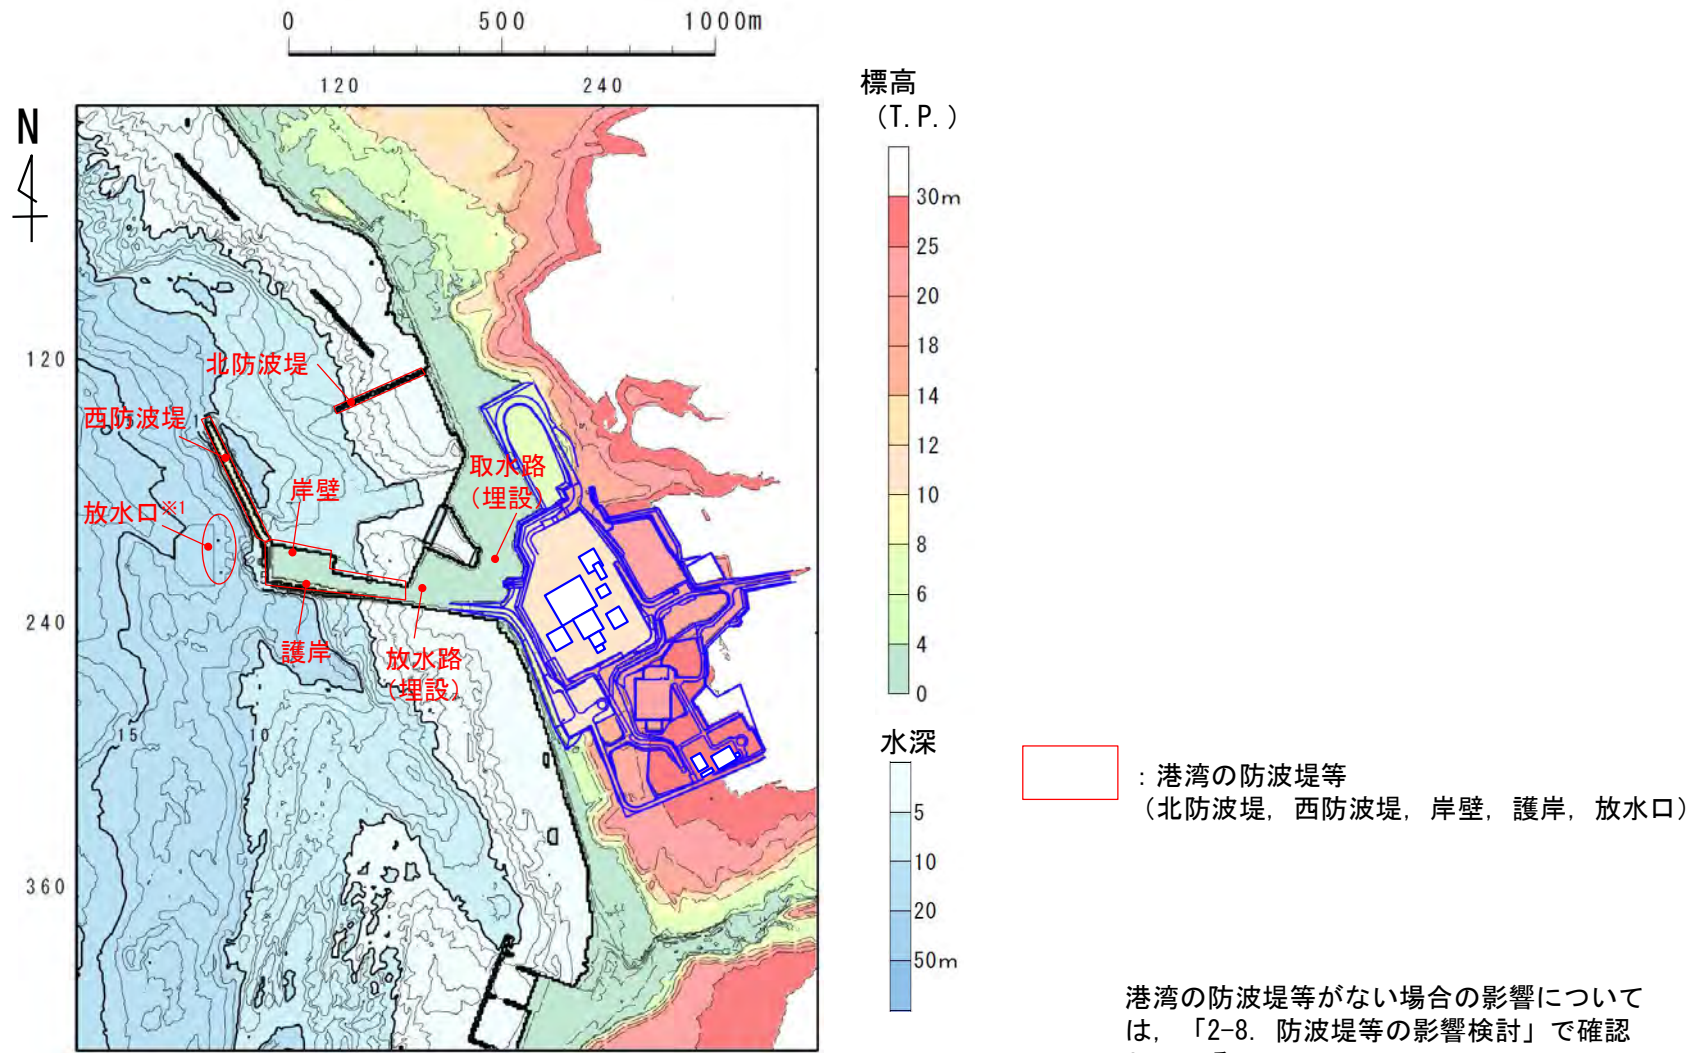 0 500 1000m
120 240
N
120
240
360
北防波堤
西防波堤
放水口※1
岸壁
取水路
(埋設)
護岸
放水路
(埋設)
15
10
標高
(T.P.)
30m
25
20
18
14
12
10
8
6
4
0
水深
5
10
20
50m
:港湾の防波堤等
(北防波堤, 西防波堤, 岸壁, 護岸, 放水口)
港湾の防波堤等がない場合の影響について
は, 「2-8. 防波堤等の影響検討」で確認